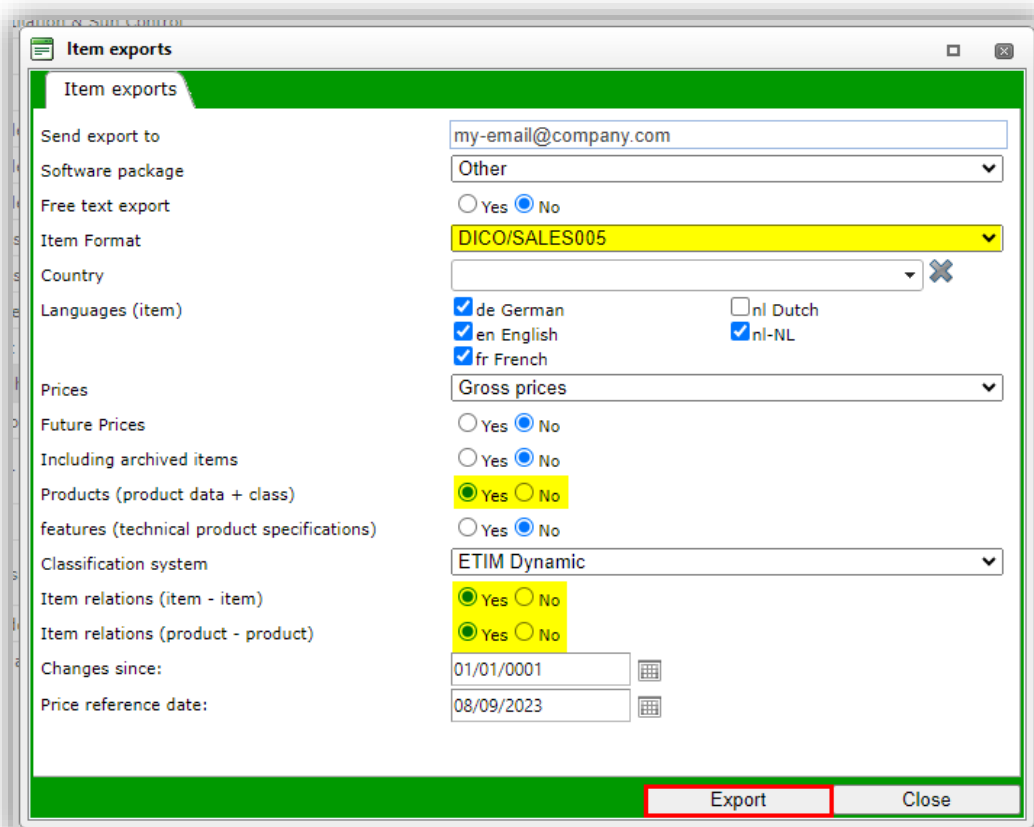 Item exports
Item exports
Send export to my-email@company.com
Software package Other
Free text export Yes No
Item Format DICO/SALES005
Country
Languages (item) de German nl Dutch
en English nl-NL
fr French
Prices Gross prices
Future Prices Yes No
Including archived items Yes No
Products (product data + class) Yes No
features (technical product specifications) Yes No
Classification system ETIM Dynamic
Item relations (item - item) Yes No
Item relations (product - product) Yes No
Changes since: 01/01/0001
Price reference date: 08/09/2023
Export Close